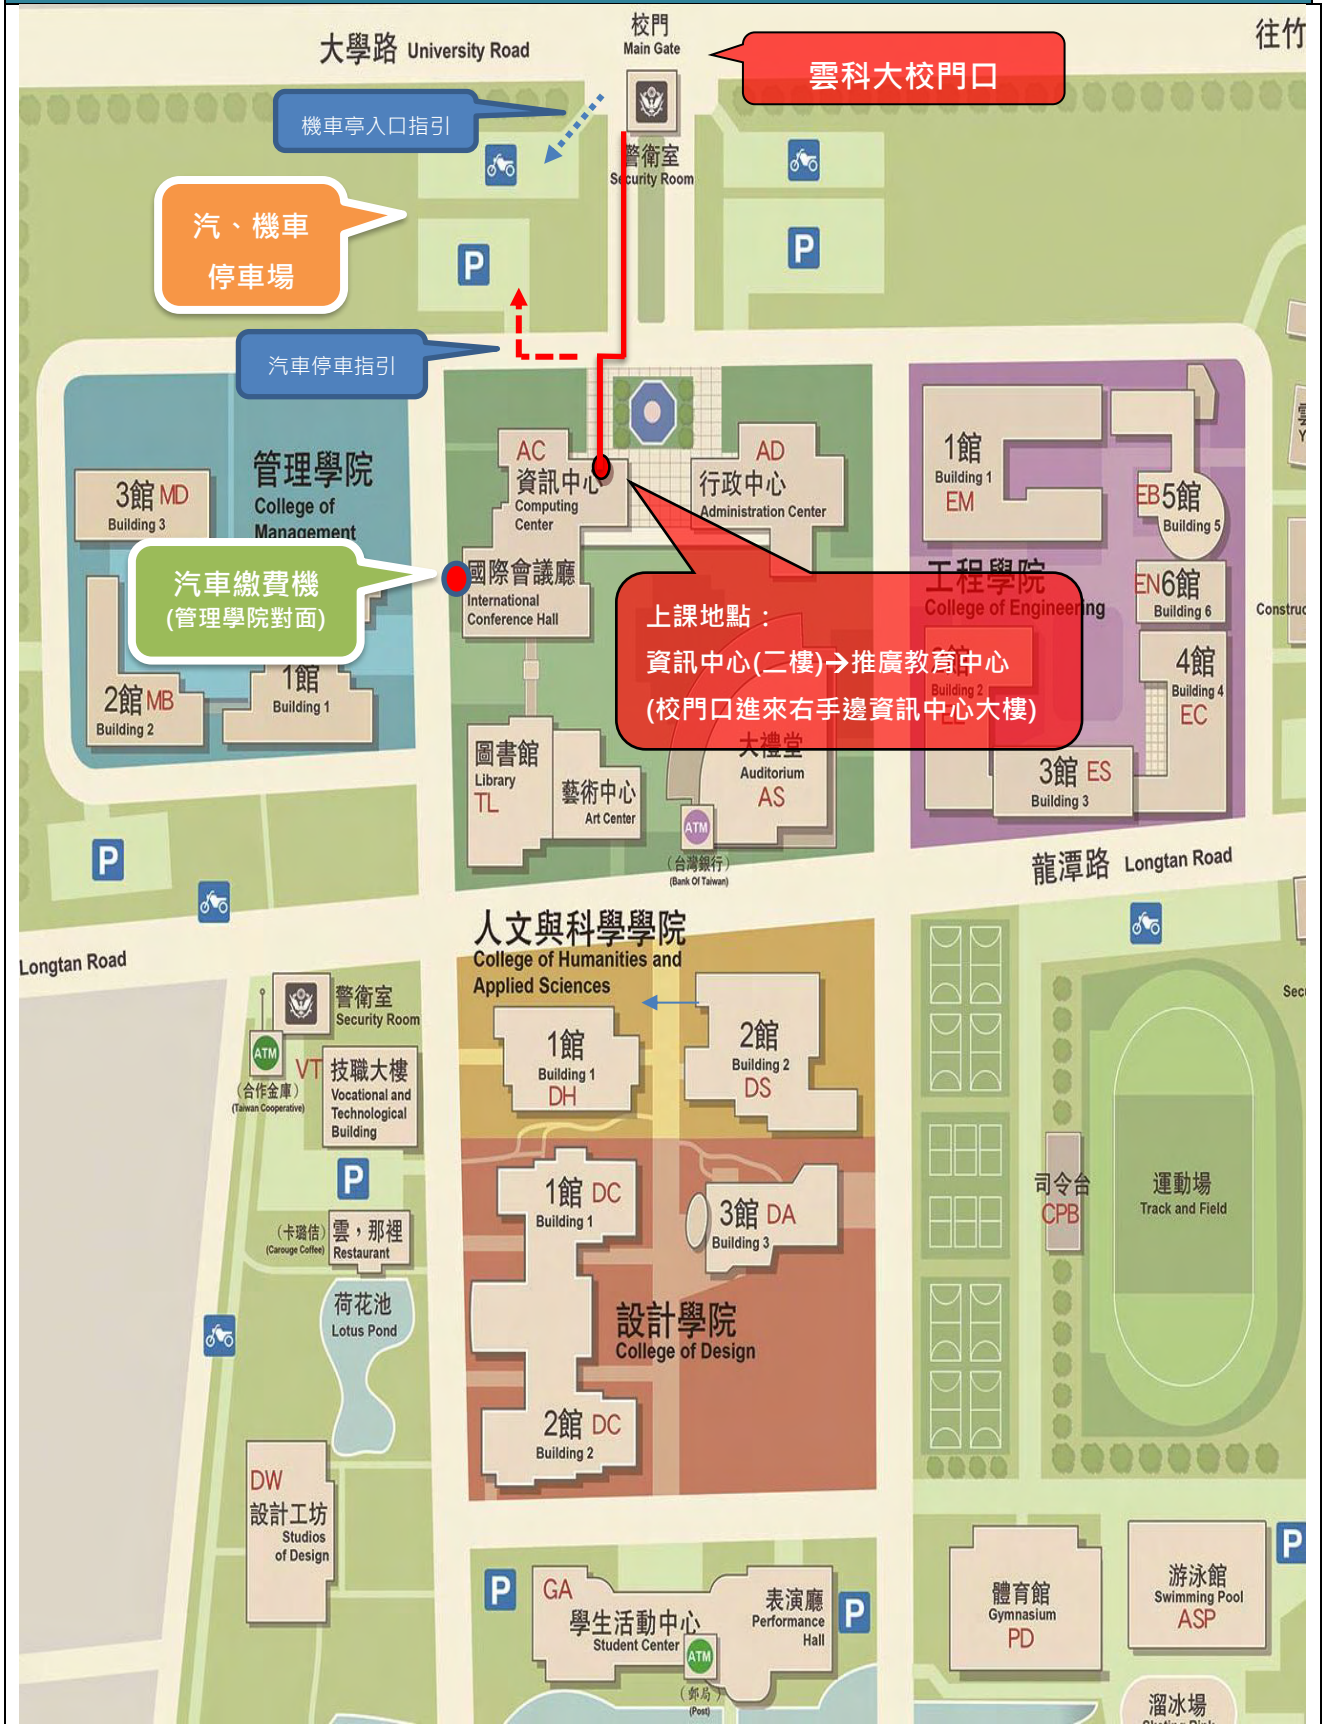 校門
Main Gate
大學路 University Road
往竹
雲科大校門口
機車亭入口指引
警衛室
Security Room
汽、機車
停車場
P
P
汽車停車指引
管理學院
College of
Management
3館 MD
Building 3
AC
資訊中心
Computing
Center
AD
行政中心
Administration Center
1館
Building 1
EM
EB 5館
Building 5
汽車繳費機
(管理學院對面)
國際會議廳
International
Conference Hall
工程學院
College of Engineering
EN 6館
Building 6
Construc
上課地點：
資訊中心(二樓)→推廣教育中心
(校門口進來右手邊資訊中心大樓)
Building 2
4館
Building 4
EC
2館 MB
Building 2
1館
Building 1
圖書館
Library
TL
藝術中心
Art Center
大禮堂
Auditorium
AS
3館 ES
Building 3
ATM
(台灣銀行)
(Bank Of Taiwan)
P
龍潭路 Longtan Road
Longtan Road
人文與科學學院
College of Humanities and
Applied Sciences
警衛室
Security Room
Secu
ATM
(合作金庫)
(Taiwan Cooperative)
VT 技職大樓
Vocational and
Technological
Building
1館
Building 1
DH
2館
Building 2
DS
P
1館 DC
Building 1
3館 DA
Building 3
司令台
CPB
運動場
Track and Field
(卡璐佶)
(Carouge Coffee)
雲，那裡
Restaurant
荷花池
Lotus Pond
設計學院
College of Design
2館 DC
Building 2
DW
設計工坊
Studios
of Design
P
GA
學生活動中心
Student Center
表演廳
Performance
Hall
P
ATM
(郵局)
(Post)
體育館
Gymnasium
PD
游泳館
Swimming Pool
ASP
P
溜冰場